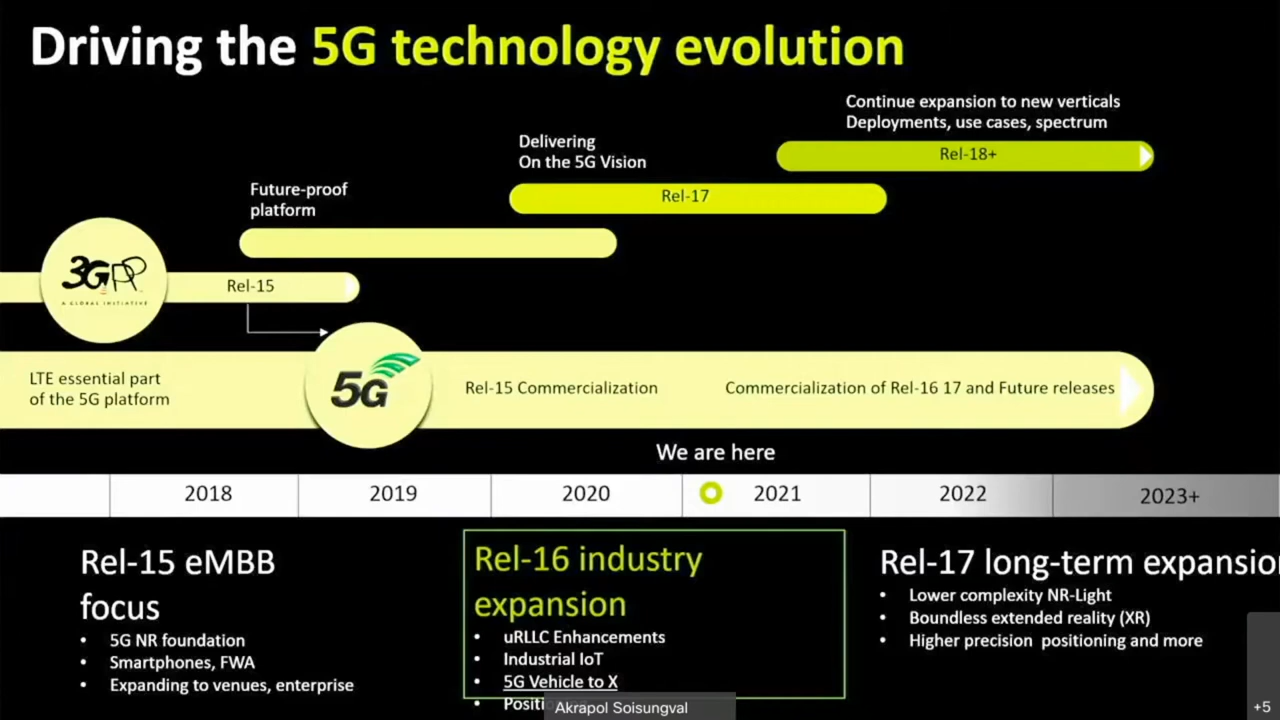 Driving the 5G technology evolution
Continue expansion to new verticals
Deployments, use cases, spectrum
Rel-18+
Delivering
On the 5G Vision
Rel-17
Future-proof
platform
3GPP
A GLOBAL INITIATIVE
Rel-15
LTE essential part
of the 5G platform
5G
Rel-15 Commercialization
Commercialization of Rel-16 17 and Future releases
We are here
2018
2019
2020
2021
2022
2023+
Rel-15 eMBB
focus
• 5G NR foundation
• Smartphones, FWA
• Expanding to venues, enterprise
Rel-16 industry
expansion
• uRLLC Enhancements
• Industrial IoT
• 5G Vehicle to X
•
Rel-17 long-term expansio
• Lower complexity NR-Light
• Boundless extended reality (XR)
• Higher precision positioning and more
Akrapol Soisungval
+5